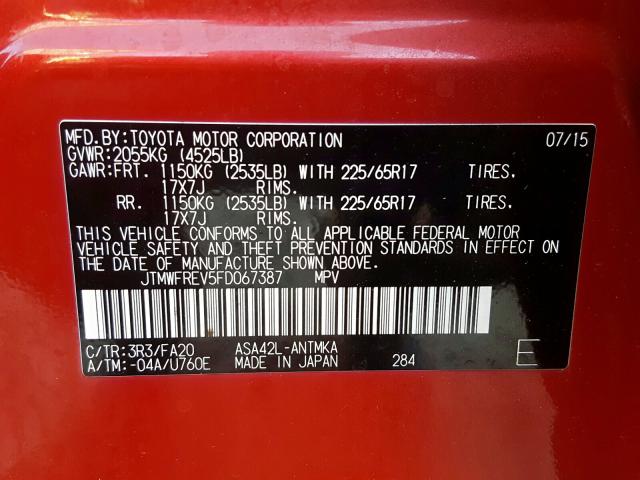 MFD.BY:TOYOTA MOTOR CORPORATION 07/15
GVWR:2055KG (4525LB)
GAWR:FRT. 1150KG (2535LB) WITH 225/65R17 TIRES.
17X7J RIMS.
RR. 1150KG (2535LB) WITH 225/65R17 TIRES.
17X7J RIMS.
THIS VEHICLE CONFORMS TO ALL APPLICABLE FEDERAL MOTOR
VEHICLE SAFETY AND THEFT PREVENTION STANDARDS IN EFFECT ON
THE DATE OF MANUFACTURE SHOWN ABOVE.
JTMWFREV5FD067387 MPV
C/TR:3R3/FA20 ASA42L-ANTMKA
A/TM:-04A/U760E MADE IN JAPAN 284 E